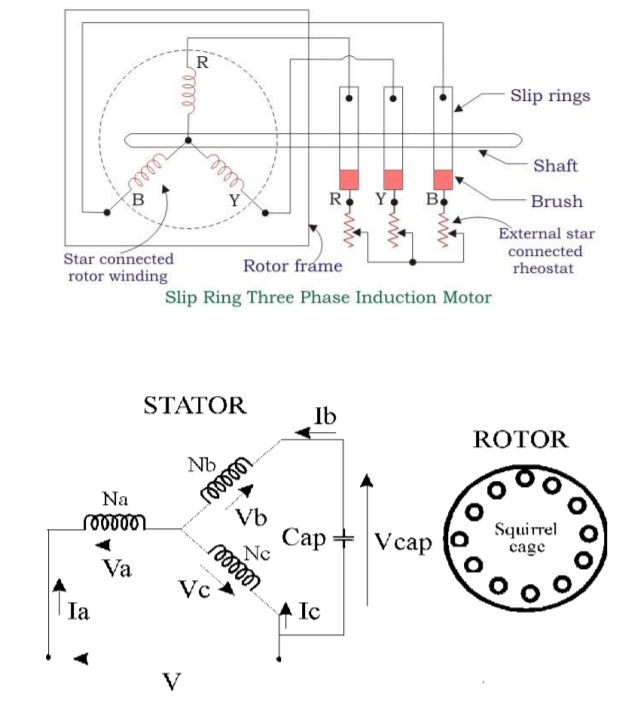 R
Slip rings
Shaft
B
Y
R
Y
B
Brush
External star
connected
rheostat
Star connected
rotor winding
Rotor frame
Slip Ring Three Phase Induction Motor
STATOR
Ib
ROTOR
Nb
Na
Vb
Cap
Vcap
Squirrel
cage
Nc
Va
Vc
Ia
Ic
V